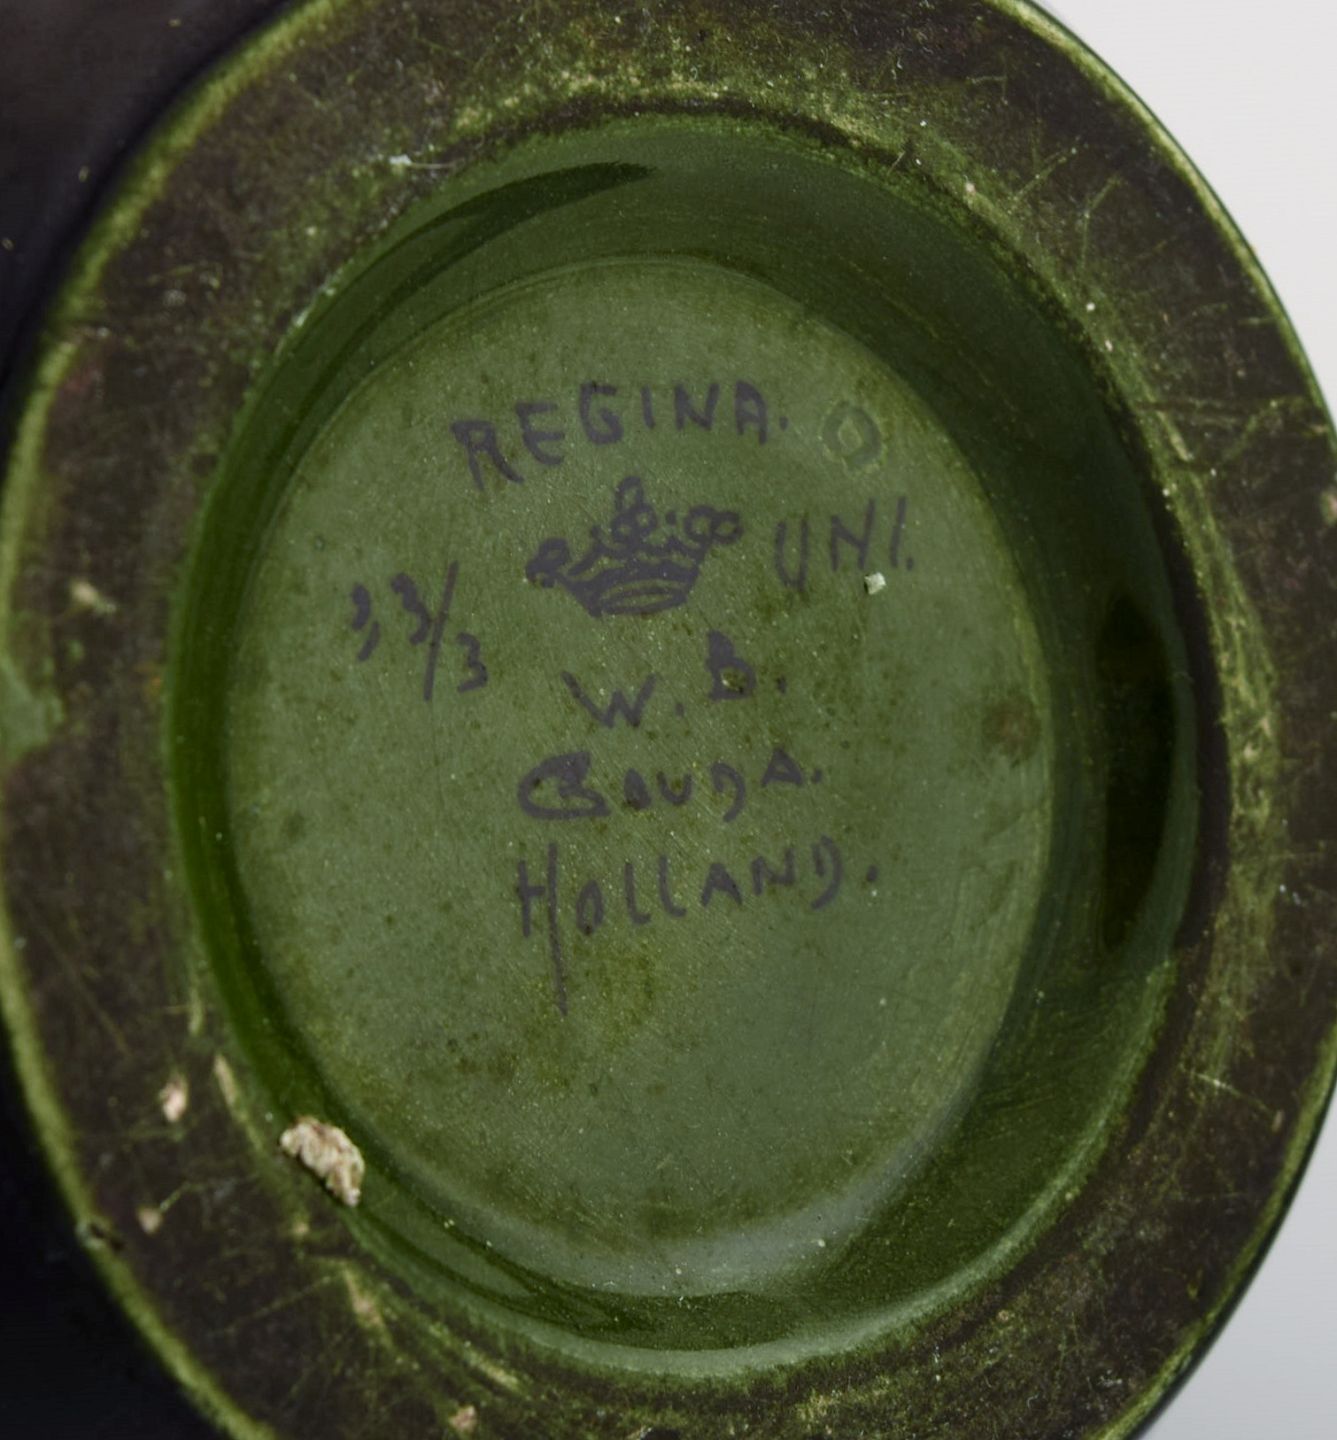 REGINA.
UNI.
33/3
W. B.
GOUDA.
HOLLAND.